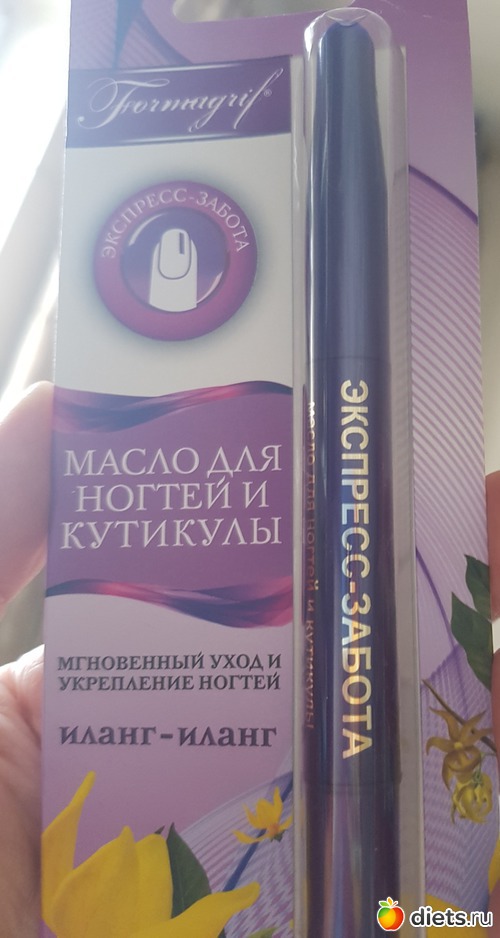 Formagrif®
ЭКСПРЕСС-ЗАБОТА
МАСЛО ДЛЯ
НОГТЕЙ И
КУТИКУЛЫ
МГНОВЕННЫЙ УХОД И
УКРЕПЛЕНИЕ НОГТЕЙ
ИЛАНГ-ИЛАНГ
ЭКСПРЕСС-ЗАБОТА
МАСЛО ДЛЯ НОГТЕЙ И КУТИКУЛЫ
diets.ru